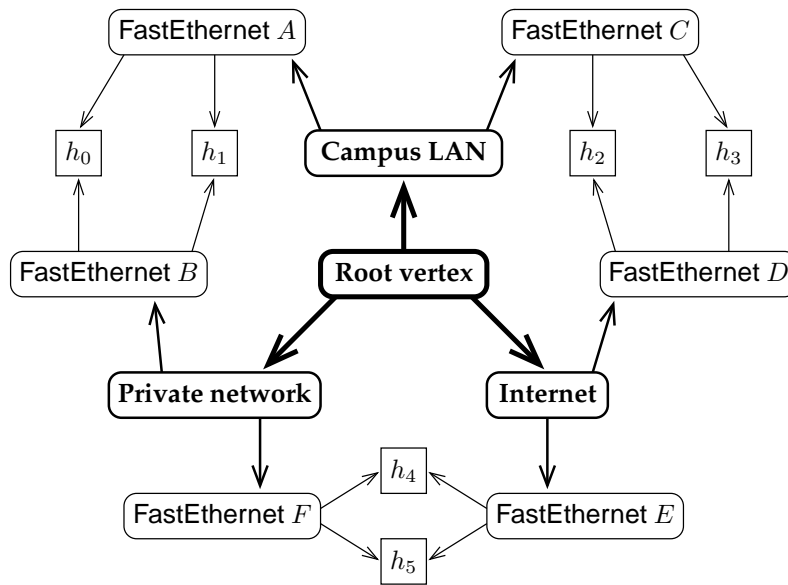 FastEthernet A
FastEthernet C
h0
h1
Campus LAN
h2
h3
FastEthernet B
Root vertex
FastEthernet D
Private network
Internet
h4
FastEthernet F
FastEthernet E
h5